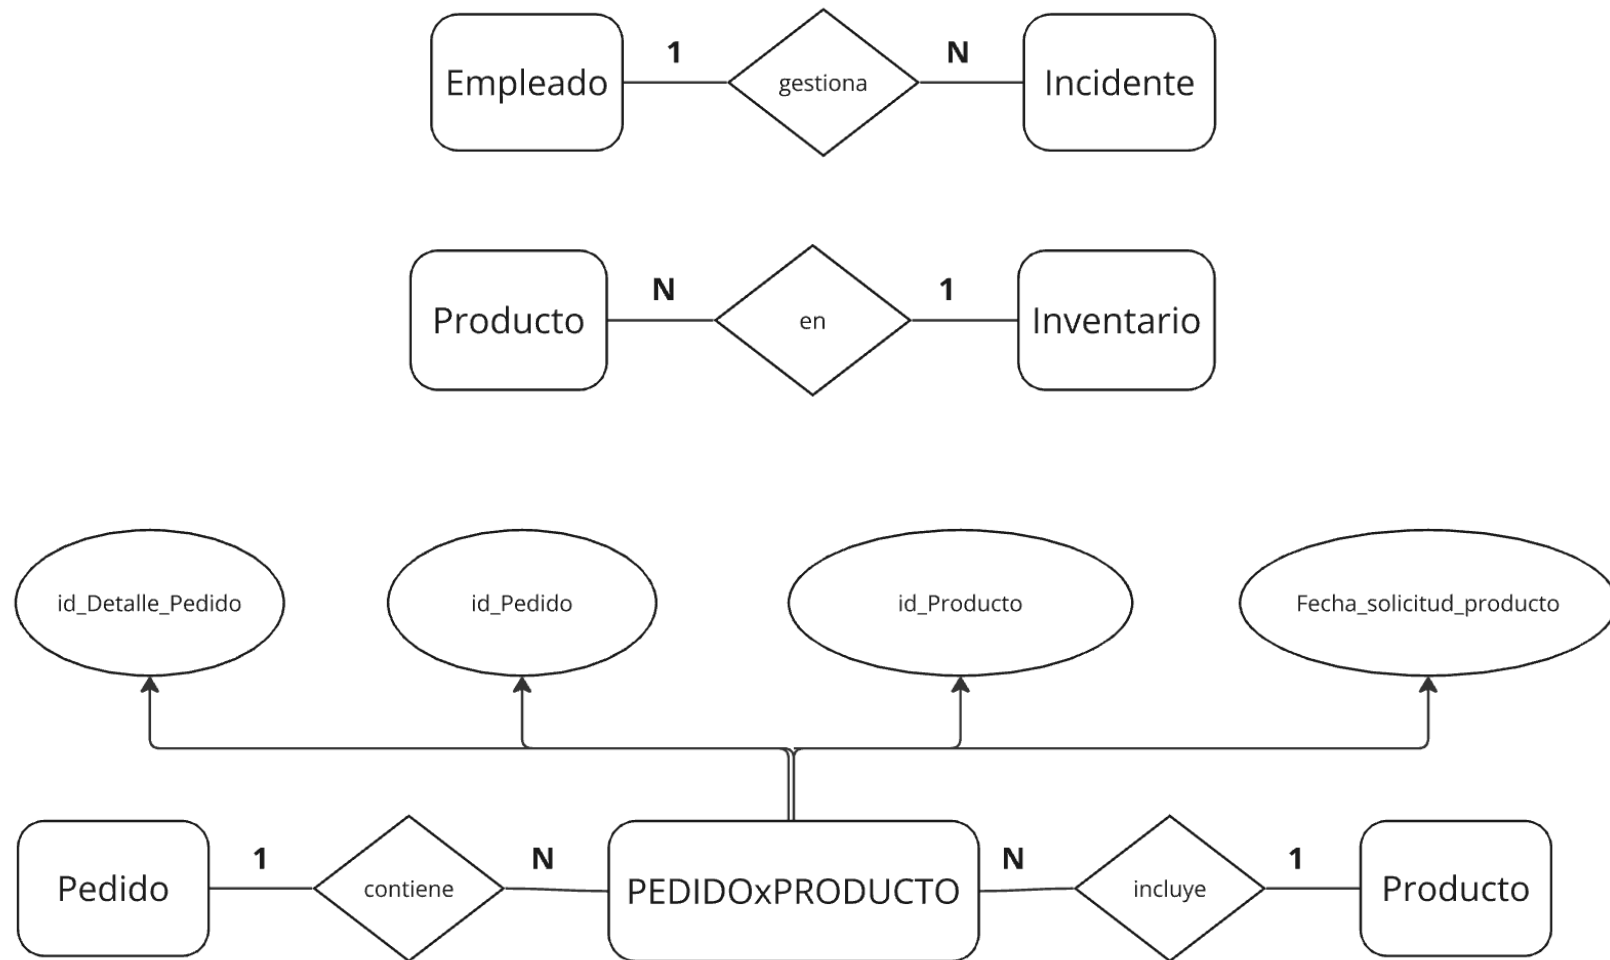 Empleado
1
gestiona
N
Incidente
Producto
N
en
1
Inventario
id_Detalle_Pedido
id_Pedido
id_Producto
Fecha_solicitud_producto
Pedido
1
contiene
N
PEDIDOxPRODUCTO
N
incluye
1
Producto